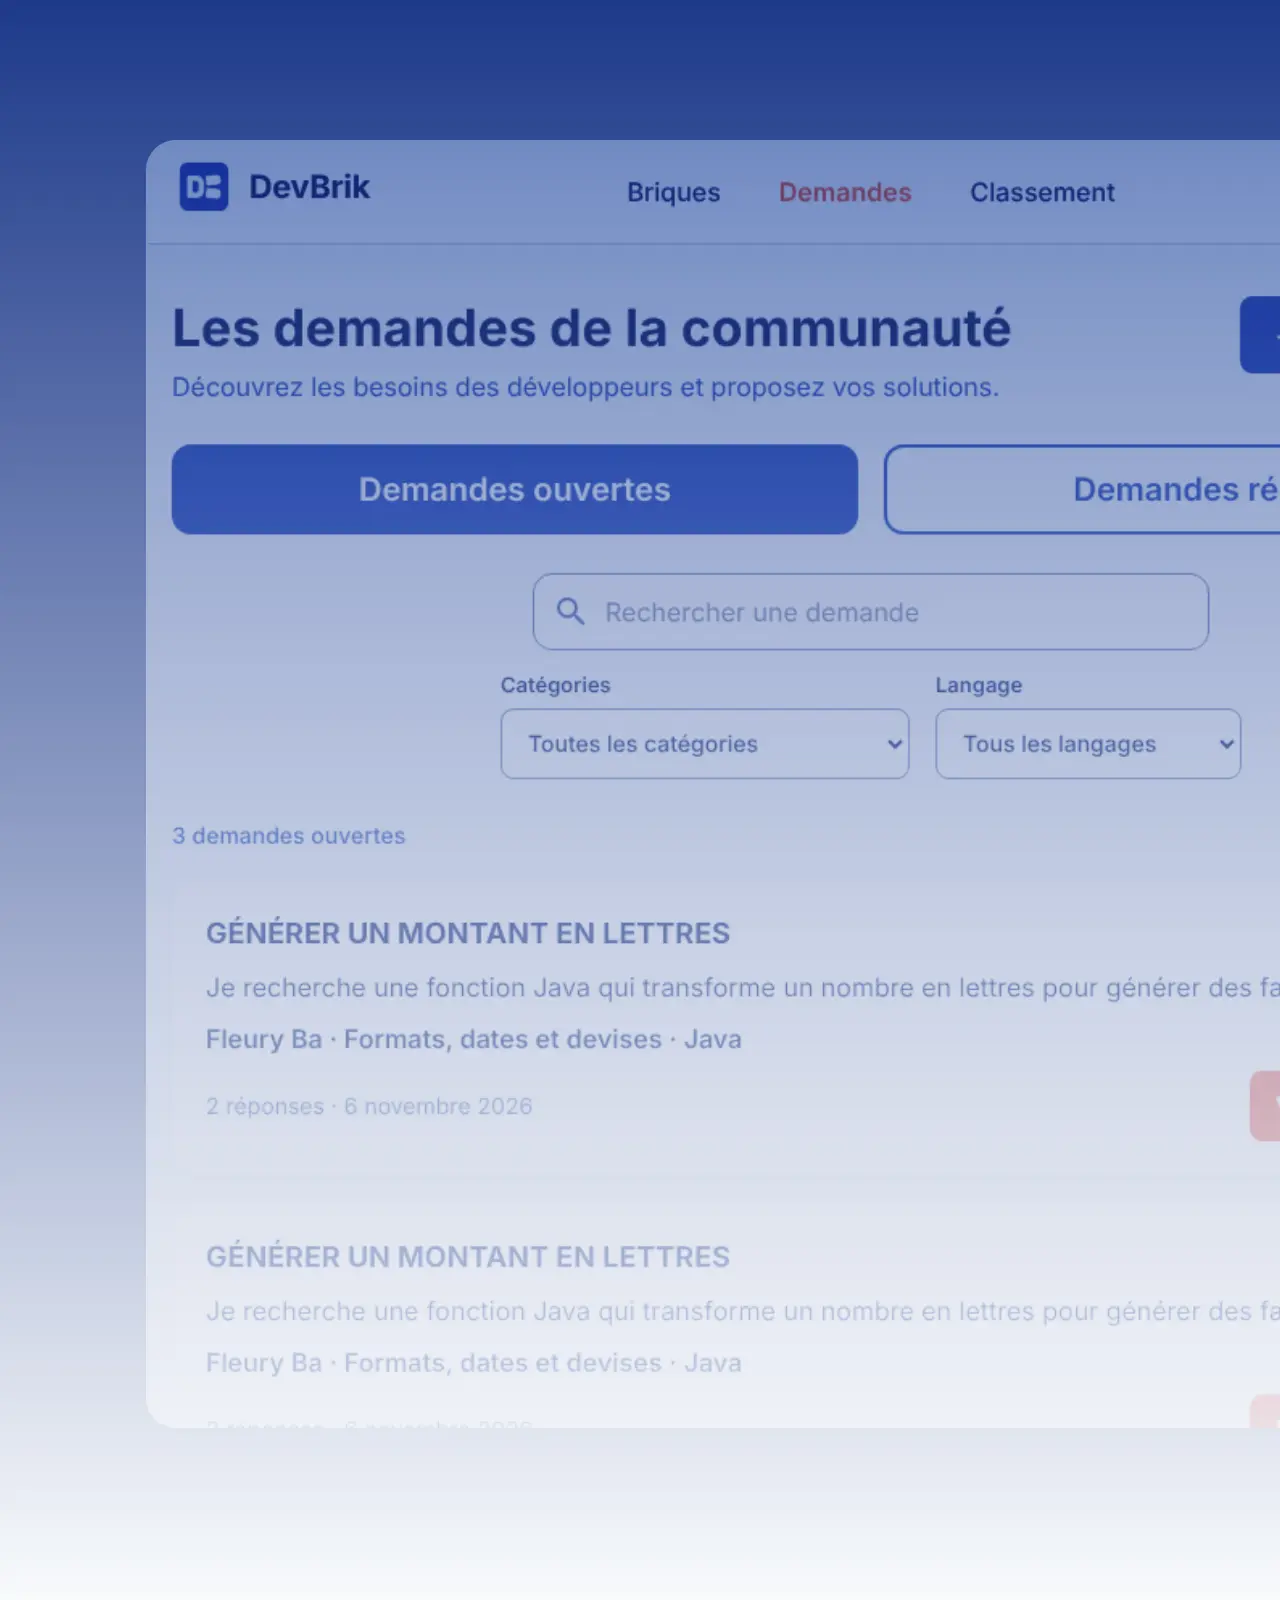 DevBrik
Briques Demandes Classement
Les demandes de la communauté
Découvrez les besoins des développeurs et proposez vos solutions.
Demandes ouvertes
Demandes ré
Rechercher une demande
Catégories Langage
Toutes les catégories Tous les langages
3 demandes ouvertes
GÉNÉRER UN MONTANT EN LETTRES
Je recherche une fonction Java qui transforme un nombre en lettres pour générer des fa
Fleury Ba · Formats, dates et devises · Java
2 réponses · 6 novembre 2026
GÉNÉRER UN MONTANT EN LETTRES
Je recherche une fonction Java qui transforme un nombre en lettres pour générer des fa
Fleury Ba · Formats, dates et devises · Java
2 réponses · 6 novembre 2026